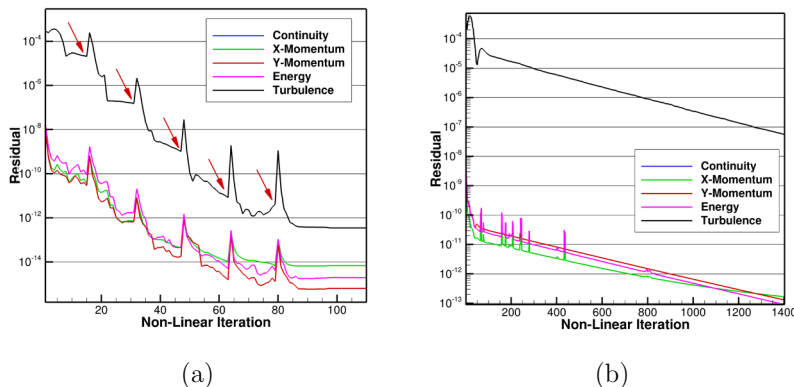 Continuity
X-Momentum
Y-Momentum
Energy
Turbulence
10-4
10-6
10-8
10-10
10-12
10-14
Residual
20 40 60 80 100
Non-Linear Iteration
(a)
10-4
10-5
10-6
10-7
10-8
10-9
10-10
10-11
10-12
10-13
Residual
Continuity
X-Momentum
Y-Momentum
Energy
Turbulence
200 400 600 800 1000 1200 1400
Non-Linear Iteration
(b)